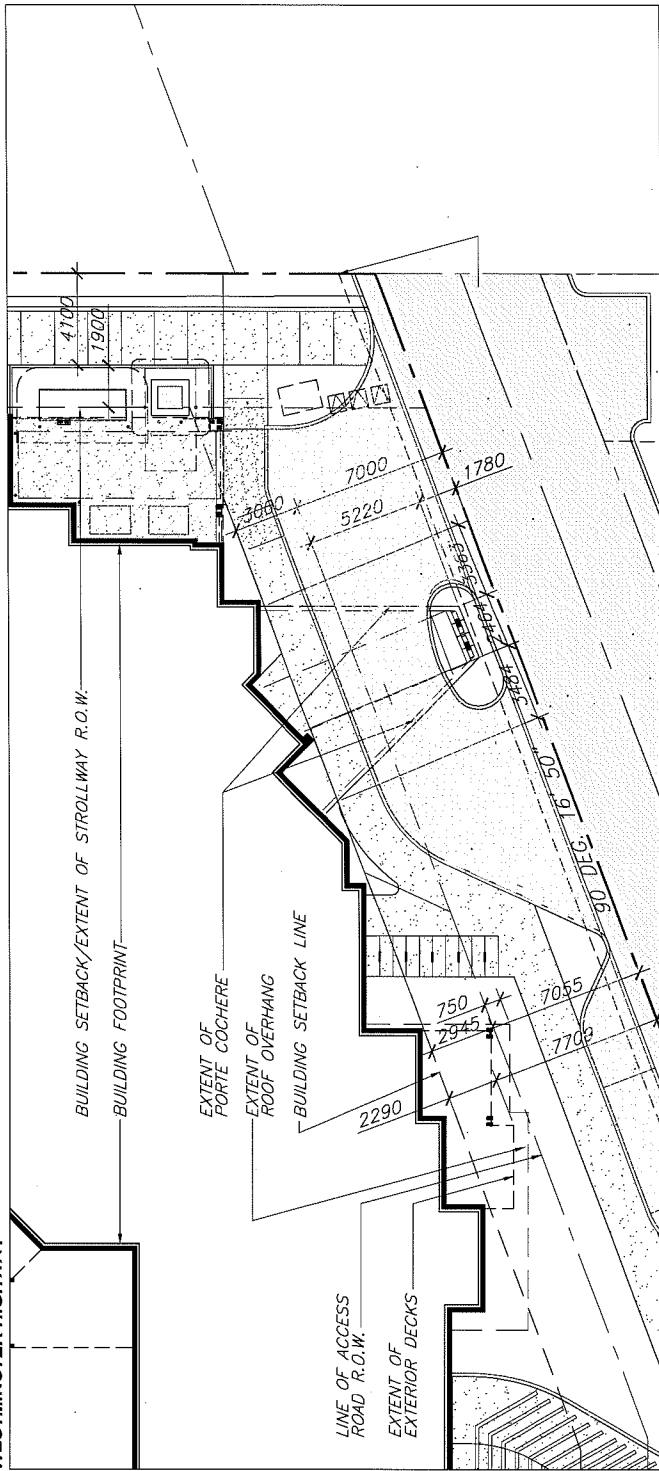 4100
1900
BUILDING SETBACK/EXTENT OF STROLLWAY R.O.W.
BUILDING FOOTPRINT
EXTENT OF
PORTE COCHERE
EXTENT OF
ROOF OVERHANG
BUILDING SETBACK LINE
LINE OF ACCESS
ROAD R.O.W.
EXTENT OF
EXTERIOR DECKS
7000
1780
5220
3484
90 DEG. 16' 50"
750
2945
7055
7709
2290